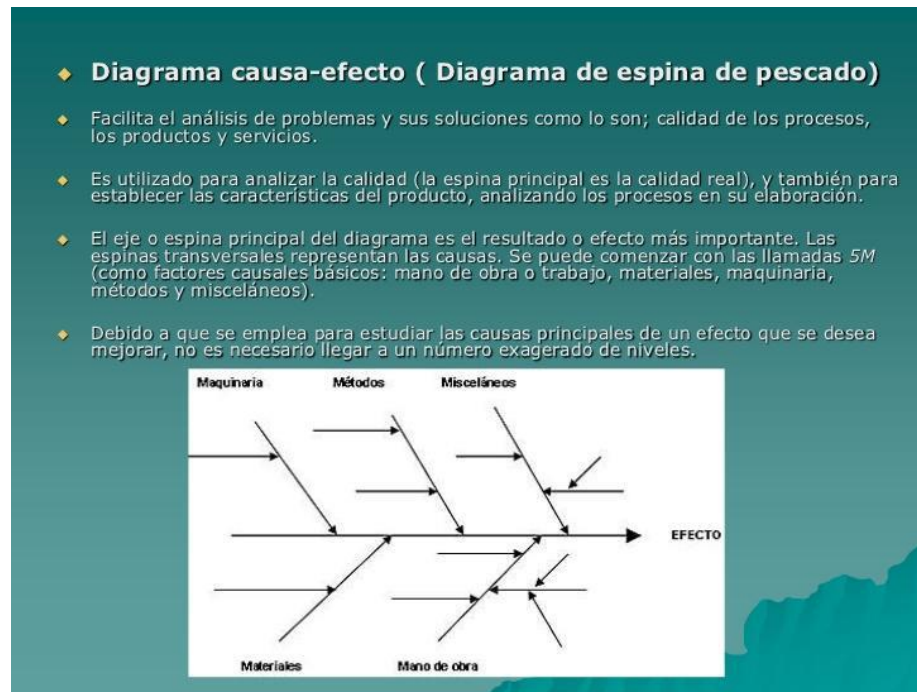 Diagrama causa-efecto ( Diagrama de espina de pescado)
Facilita el análisis de problemas y sus soluciones como lo son; calidad de los procesos,
los productos y servicios.
Es utilizado para analizar la calidad (la espina principal es la calidad real), y también para
establecer las características del producto, analizando los procesos en su elaboración.
El eje o espina principal del diagrama es el resultado o efecto más importante. Las
espinas transversales representan las causas. Se puede comenzar con las llamadas 5M
(como factores causales básicos: mano de obra o trabajo, materiales, maquinaria,
métodos y misceláneos).
Debido a que se emplea para estudiar las causas principales de un efecto que se desea
mejorar, no es necesario llegar a un número exagerado de niveles.
Maquinaria Métodos Misceláneos
EFECTO
Materiales Mano de obra